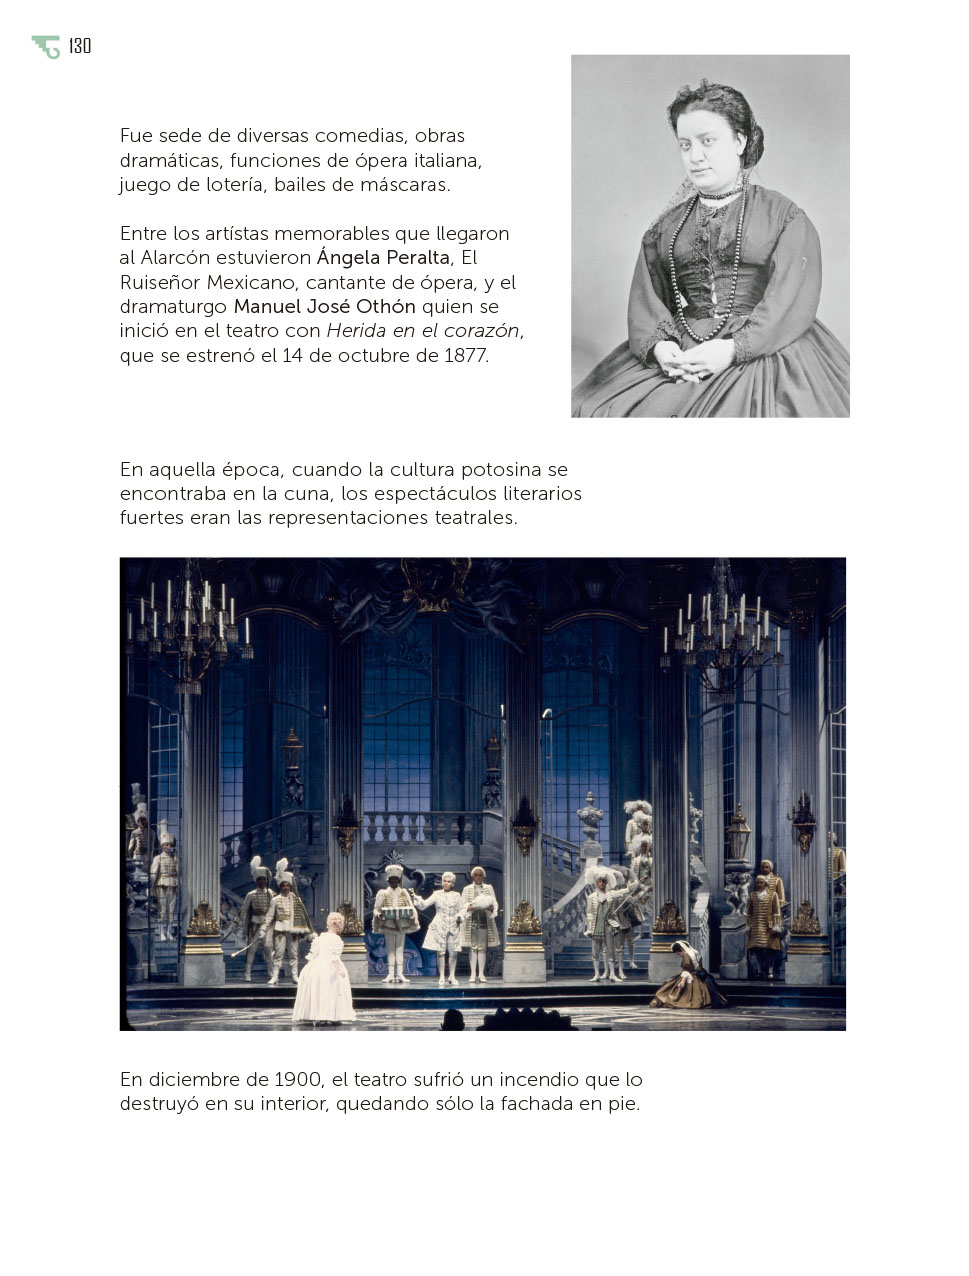 130
Fue sede de diversas comedias, obras
dramáticas, funciones de ópera italiana,
juego de lotería, bailes de máscaras.
Entre los artístas memorables que llegaron
al Alarcón estuvieron Ángela Peralta, El
Ruiseñor Mexicano, cantante de ópera, y el
dramaturgo Manuel José Othón quien se
inició en el teatro con Herida en el corazón,
que se estrenó el 14 de octubre de 1877.
En aquella época, cuando la cultura potosina se
encontraba en la cuna, los espectáculos literarios
fuertes eran las representaciones teatrales.
En diciembre de 1900, el teatro sufrió un incendio que lo
destruyó en su interior, quedando sólo la fachada en pie.